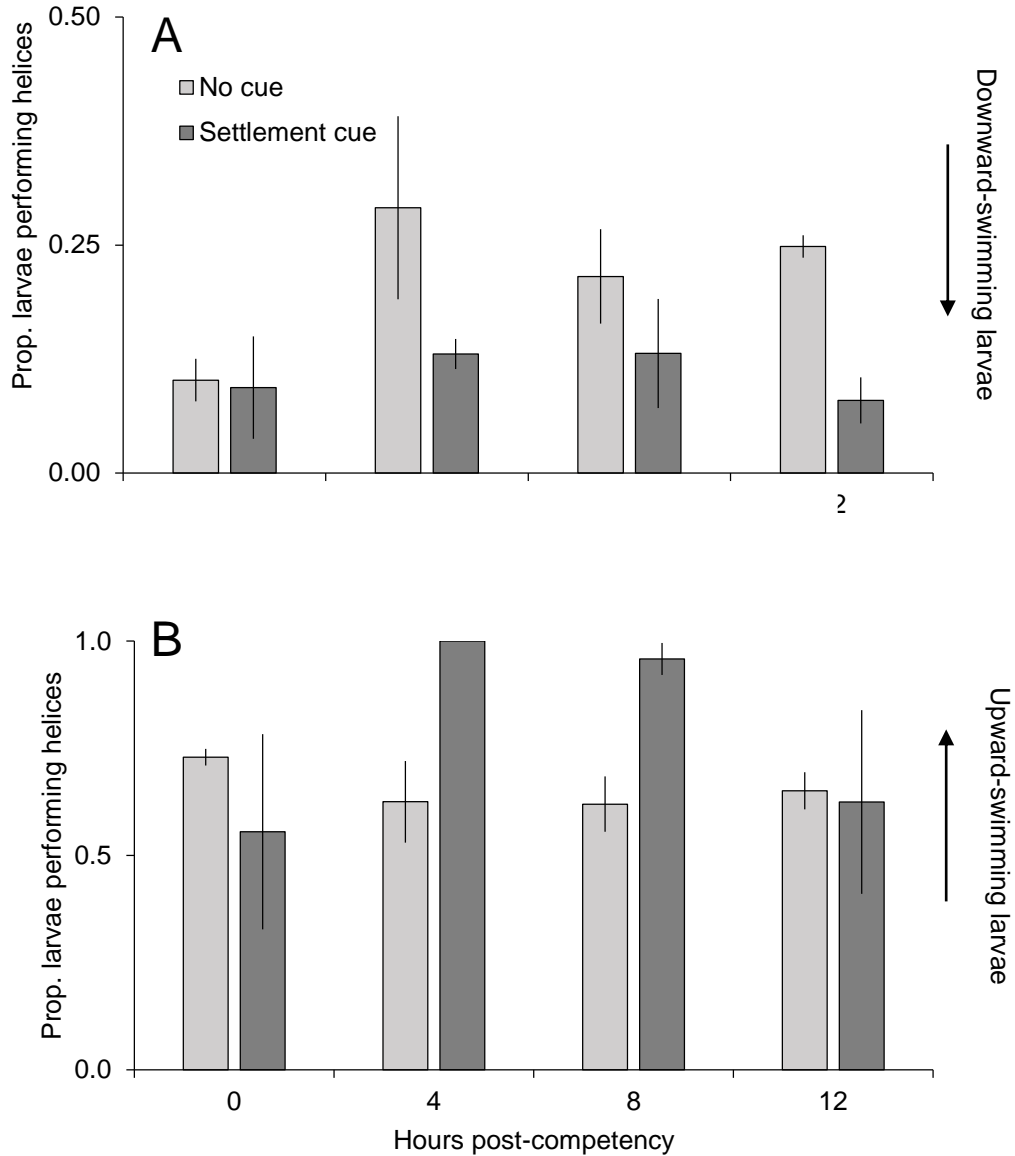 0.50
A
No cue
Settlement cue
0.25
0.00
Prop. larvae performing helices
Downward-swimming larvae
2
B
1.0
0.5
0.0
Prop. larvae performing helices
Upward-swimming larvae
0 4 8 12
Hours post-competency